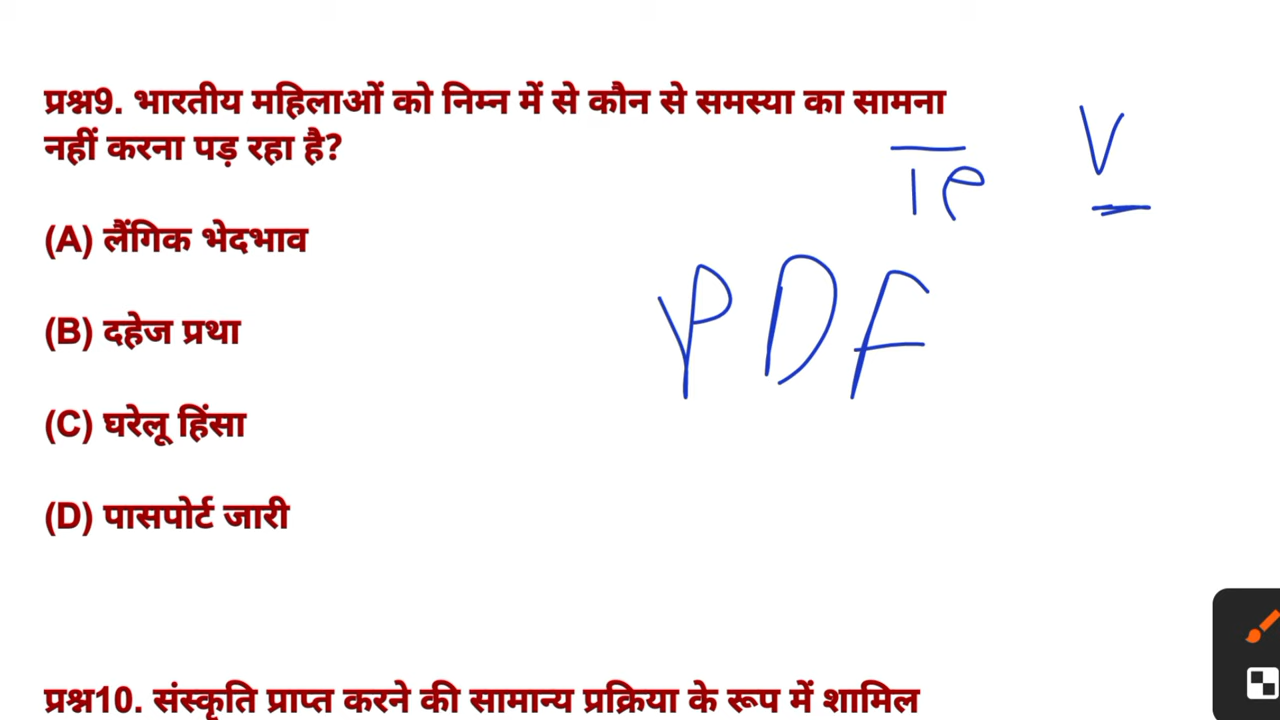 प्रश्न9. भारतीय महिलाओं को निम्न में से कौन से समस्या का सामना
नहीं करना पड़ रहा है?
Te V
PDF
(A) लैंगिक भेदभाव
(B) दहेज प्रथा
(C) घरेलू हिंसा
(D) पासपोर्ट जारी
प्रश्न10. संस्कृति प्राप्त करने की सामान्य प्रक्रिया के रूप में शामिल